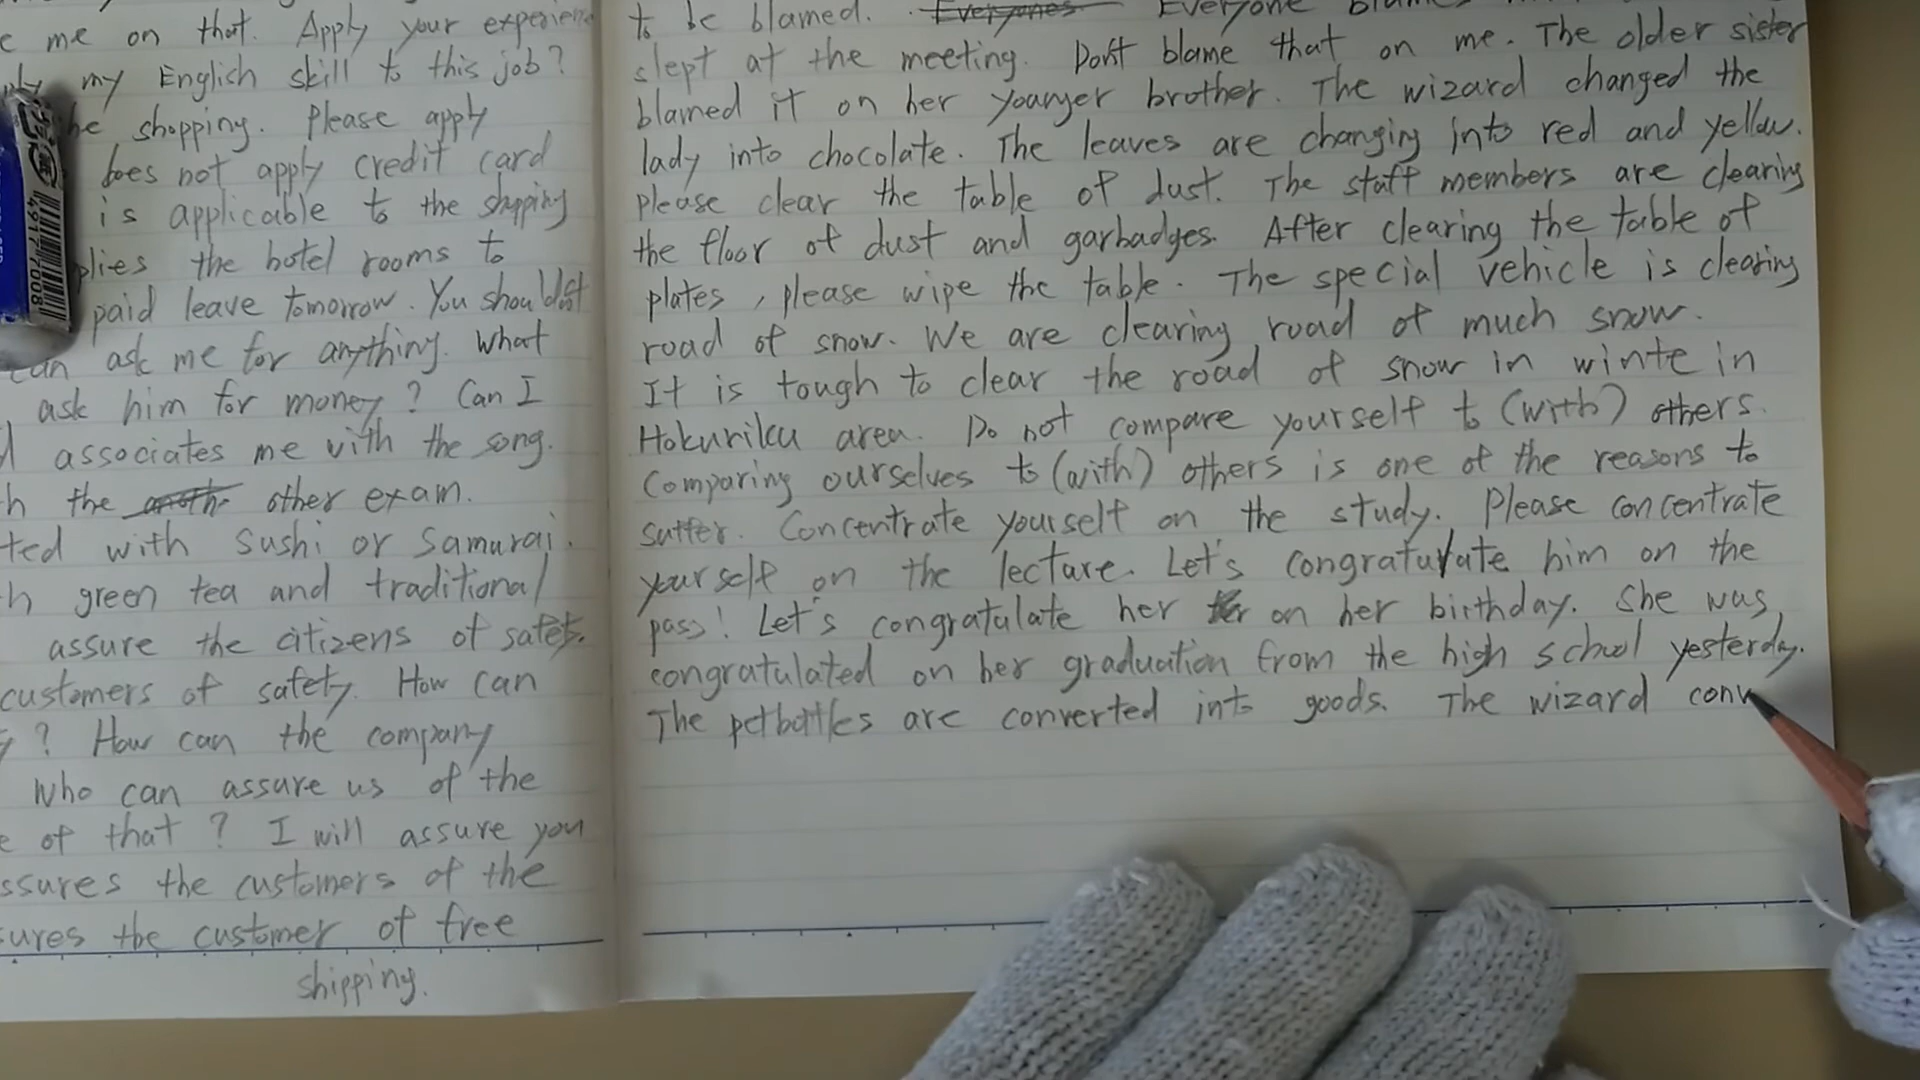 e me on that. Apply your experience
my English skill to this job?
he shopping. Please apply
does not apply credit card
is applicable to the shpping
plies the hotel rooms to
paid leave tomorrow. You shouldn't
can ask me for anything. What
ask him for money? Can I
associates me with the song.
h the other exam.
ted with sushi or samurai.
h green tea and traditional
assure the citizens of safety.
customers of safety. How can
y? How can the company
Who can assure us of the
e of that? I will assure you
ssures the customers of the
sures the customer of free
shipping.
to be blamed. Everyones Everyone
slept at the meeting. Don't blame that on me. The older sister
blamed it on her younger brother. The wizard changed the
lady into chocolate. The leaves are changing into red and yellow.
please clear the table of dust. The staff members are clearing
the floor of dust and garbadges. After clearing the table of
plates, please wipe the table. The special vehicle is clearing
road of snow. We are clearing road of much snow.
It is tough to clear the road of snow in winte in
Hokuriku area. Do not compare yourself to (with) others.
Comparing ourselves to (with) others is one of the reasons to
suffer. Concentrate yourself on the study. Please concentrate
yourself on the lecture. Let's congratulate him on the
pass! Let's congratulate her on her birthday. She was
congratulated on her graduation from the high school yesterday.
The petbottles are converted into goods. The wizard conv
4917 7008